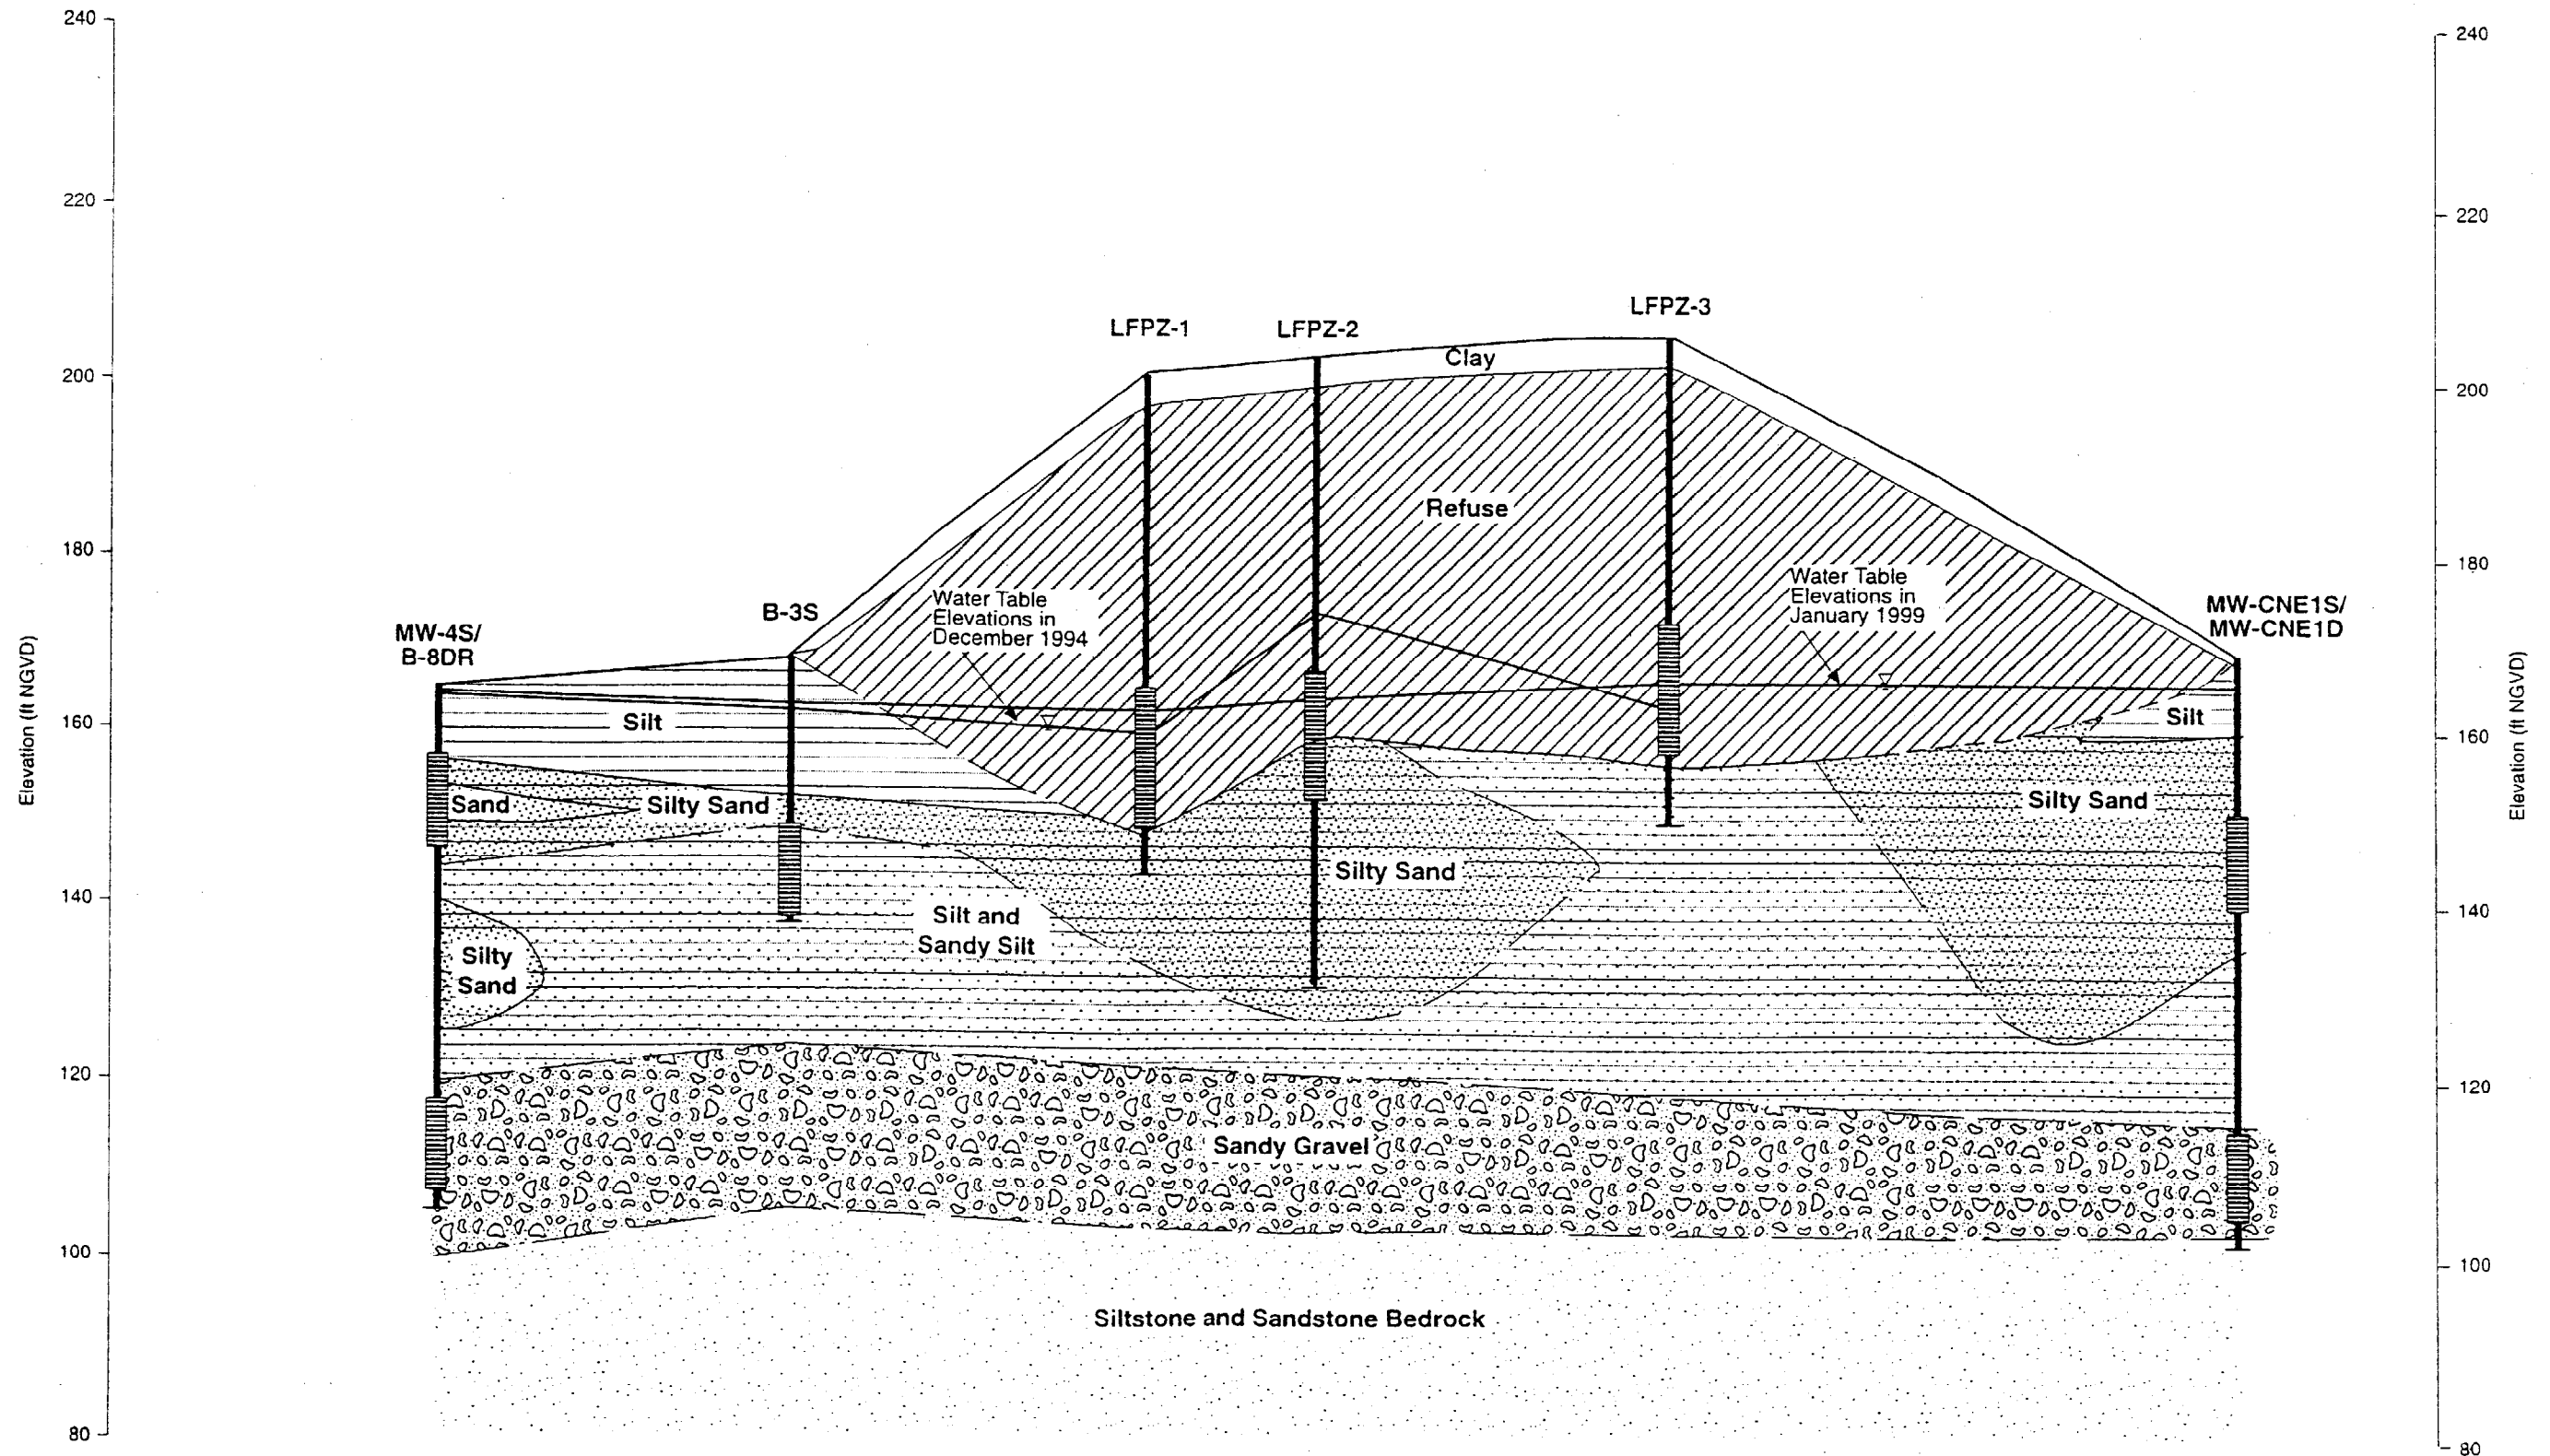 240
220
200
180
160
140
120
100
80
Elevation (ft NGVD)
MW-4S/
B-8DR
B-3S
LFPZ-1
LFPZ-2
LFPZ-3
MW-CNE1S/
MW-CNE1D
Clay
Refuse
Water Table
Elevations in
December 1994
Water Table
Elevations in
January 1999
Silt
Silt
Sand
Silty Sand
Silty Sand
Silty Sand
Silt and
Sandy Silt
Silty
Sand
Sandy Gravel
Siltstone and Sandstone Bedrock
240
220
200
180
160
140
120
100
80
Elevation (ft NGVD)